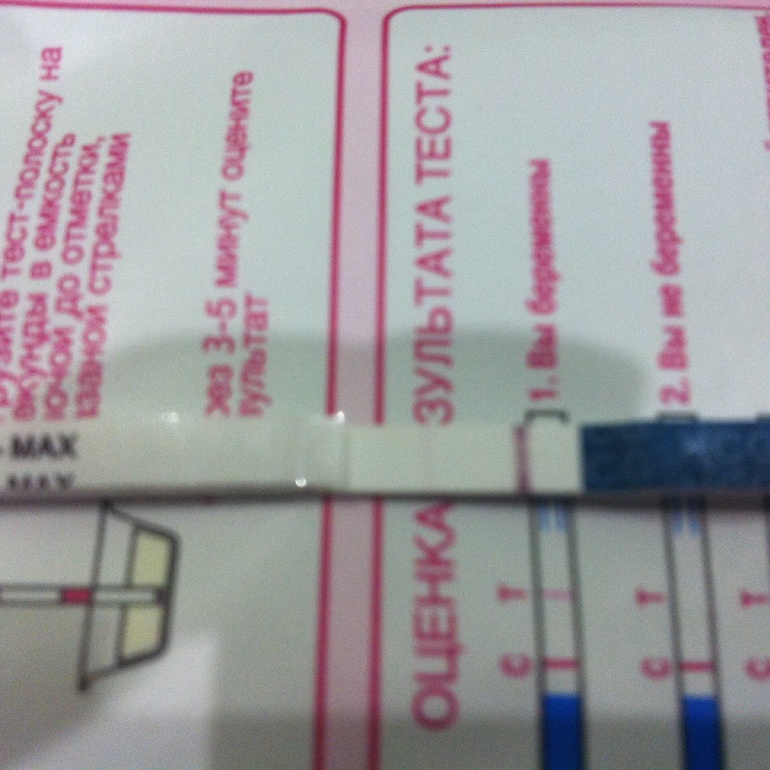 тест-полоску на
в емкость
до отметки,
стрелками
3-5 минут оцените
ОЦЕНКА ЗУЛЬТАТА ТЕСТА:
1. Вы беременны
2. Вы не беременны
MAX
MAX
T
C
T
C
T
C